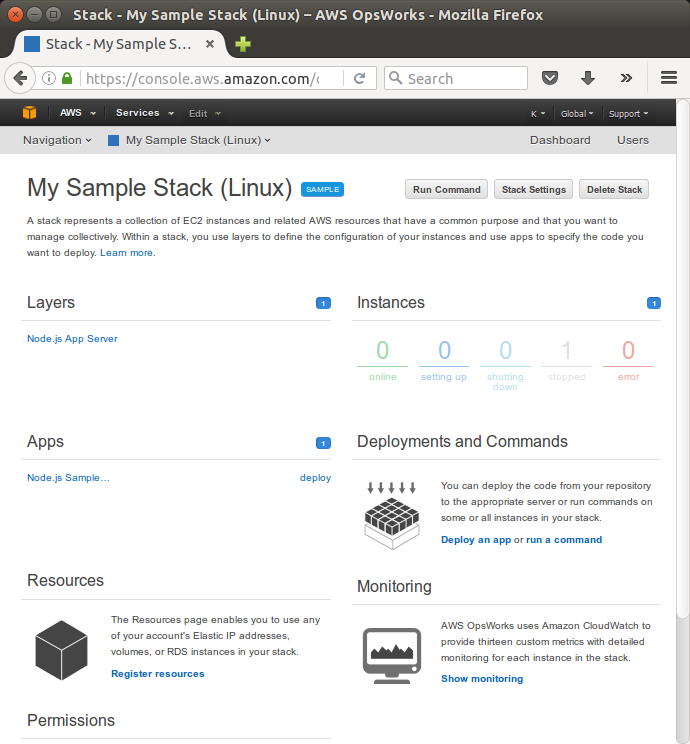 Stack - My Sample Stack (Linux) – AWS OpsWorks - Mozilla Firefox
Stack - My Sample S…
https://console.aws.amazon.com/
Search
AWS Services Edit K Global Support
Navigation My Sample Stack (Linux) Dashboard Users
My Sample Stack (Linux) SAMPLE Run Command Stack Settings Delete Stack
A stack represents a collection of EC2 instances and related AWS resources that have a common purpose and that you want to
manage collectively. Within a stack, you use layers to define the configuration of your instances and use apps to specify the code you
want to deploy. Learn more.
Layers 1
Node.js App Server
Instances 1
0 0 0 1 0
online setting up shutting down stopped error
Apps 1
Node.js Sample… deploy
Deployments and Commands
You can deploy the code from your repository
to the appropriate server or run commands on
some or all instances in your stack.
Deploy an app or run a command
Resources
The Resources page enables you to use any
of your account's Elastic IP addresses,
volumes, or RDS instances in your stack.
Register resources
Monitoring
AWS OpsWorks uses Amazon CloudWatch to
provide thirteen custom metrics with detailed
monitoring for each instance in the stack.
Show monitoring
Permissions